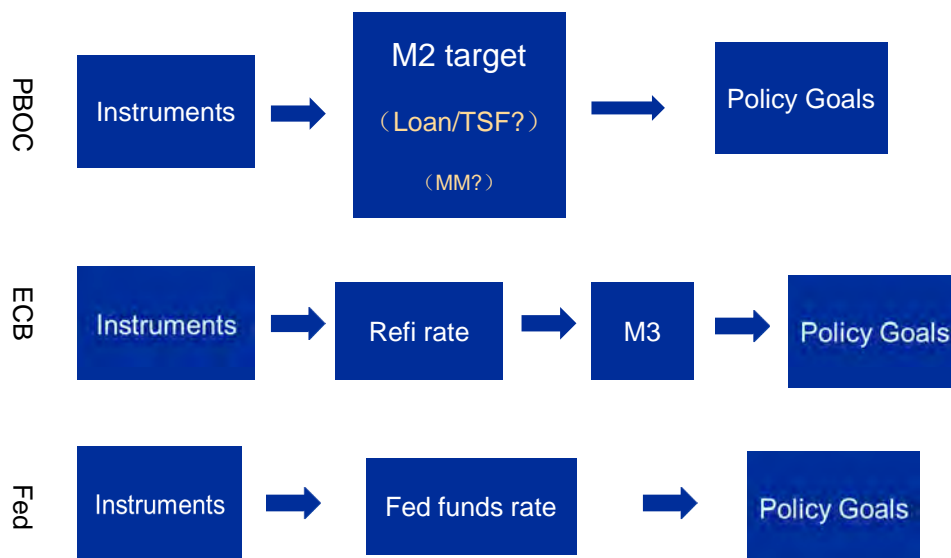 PBOC
Instruments
M2 target
（Loan/TSF?）
（MM?）
Policy Goals
ECB
Instruments
Refi rate
M3
Policy Goals
Fed
Instruments
Fed funds rate
Policy Goals